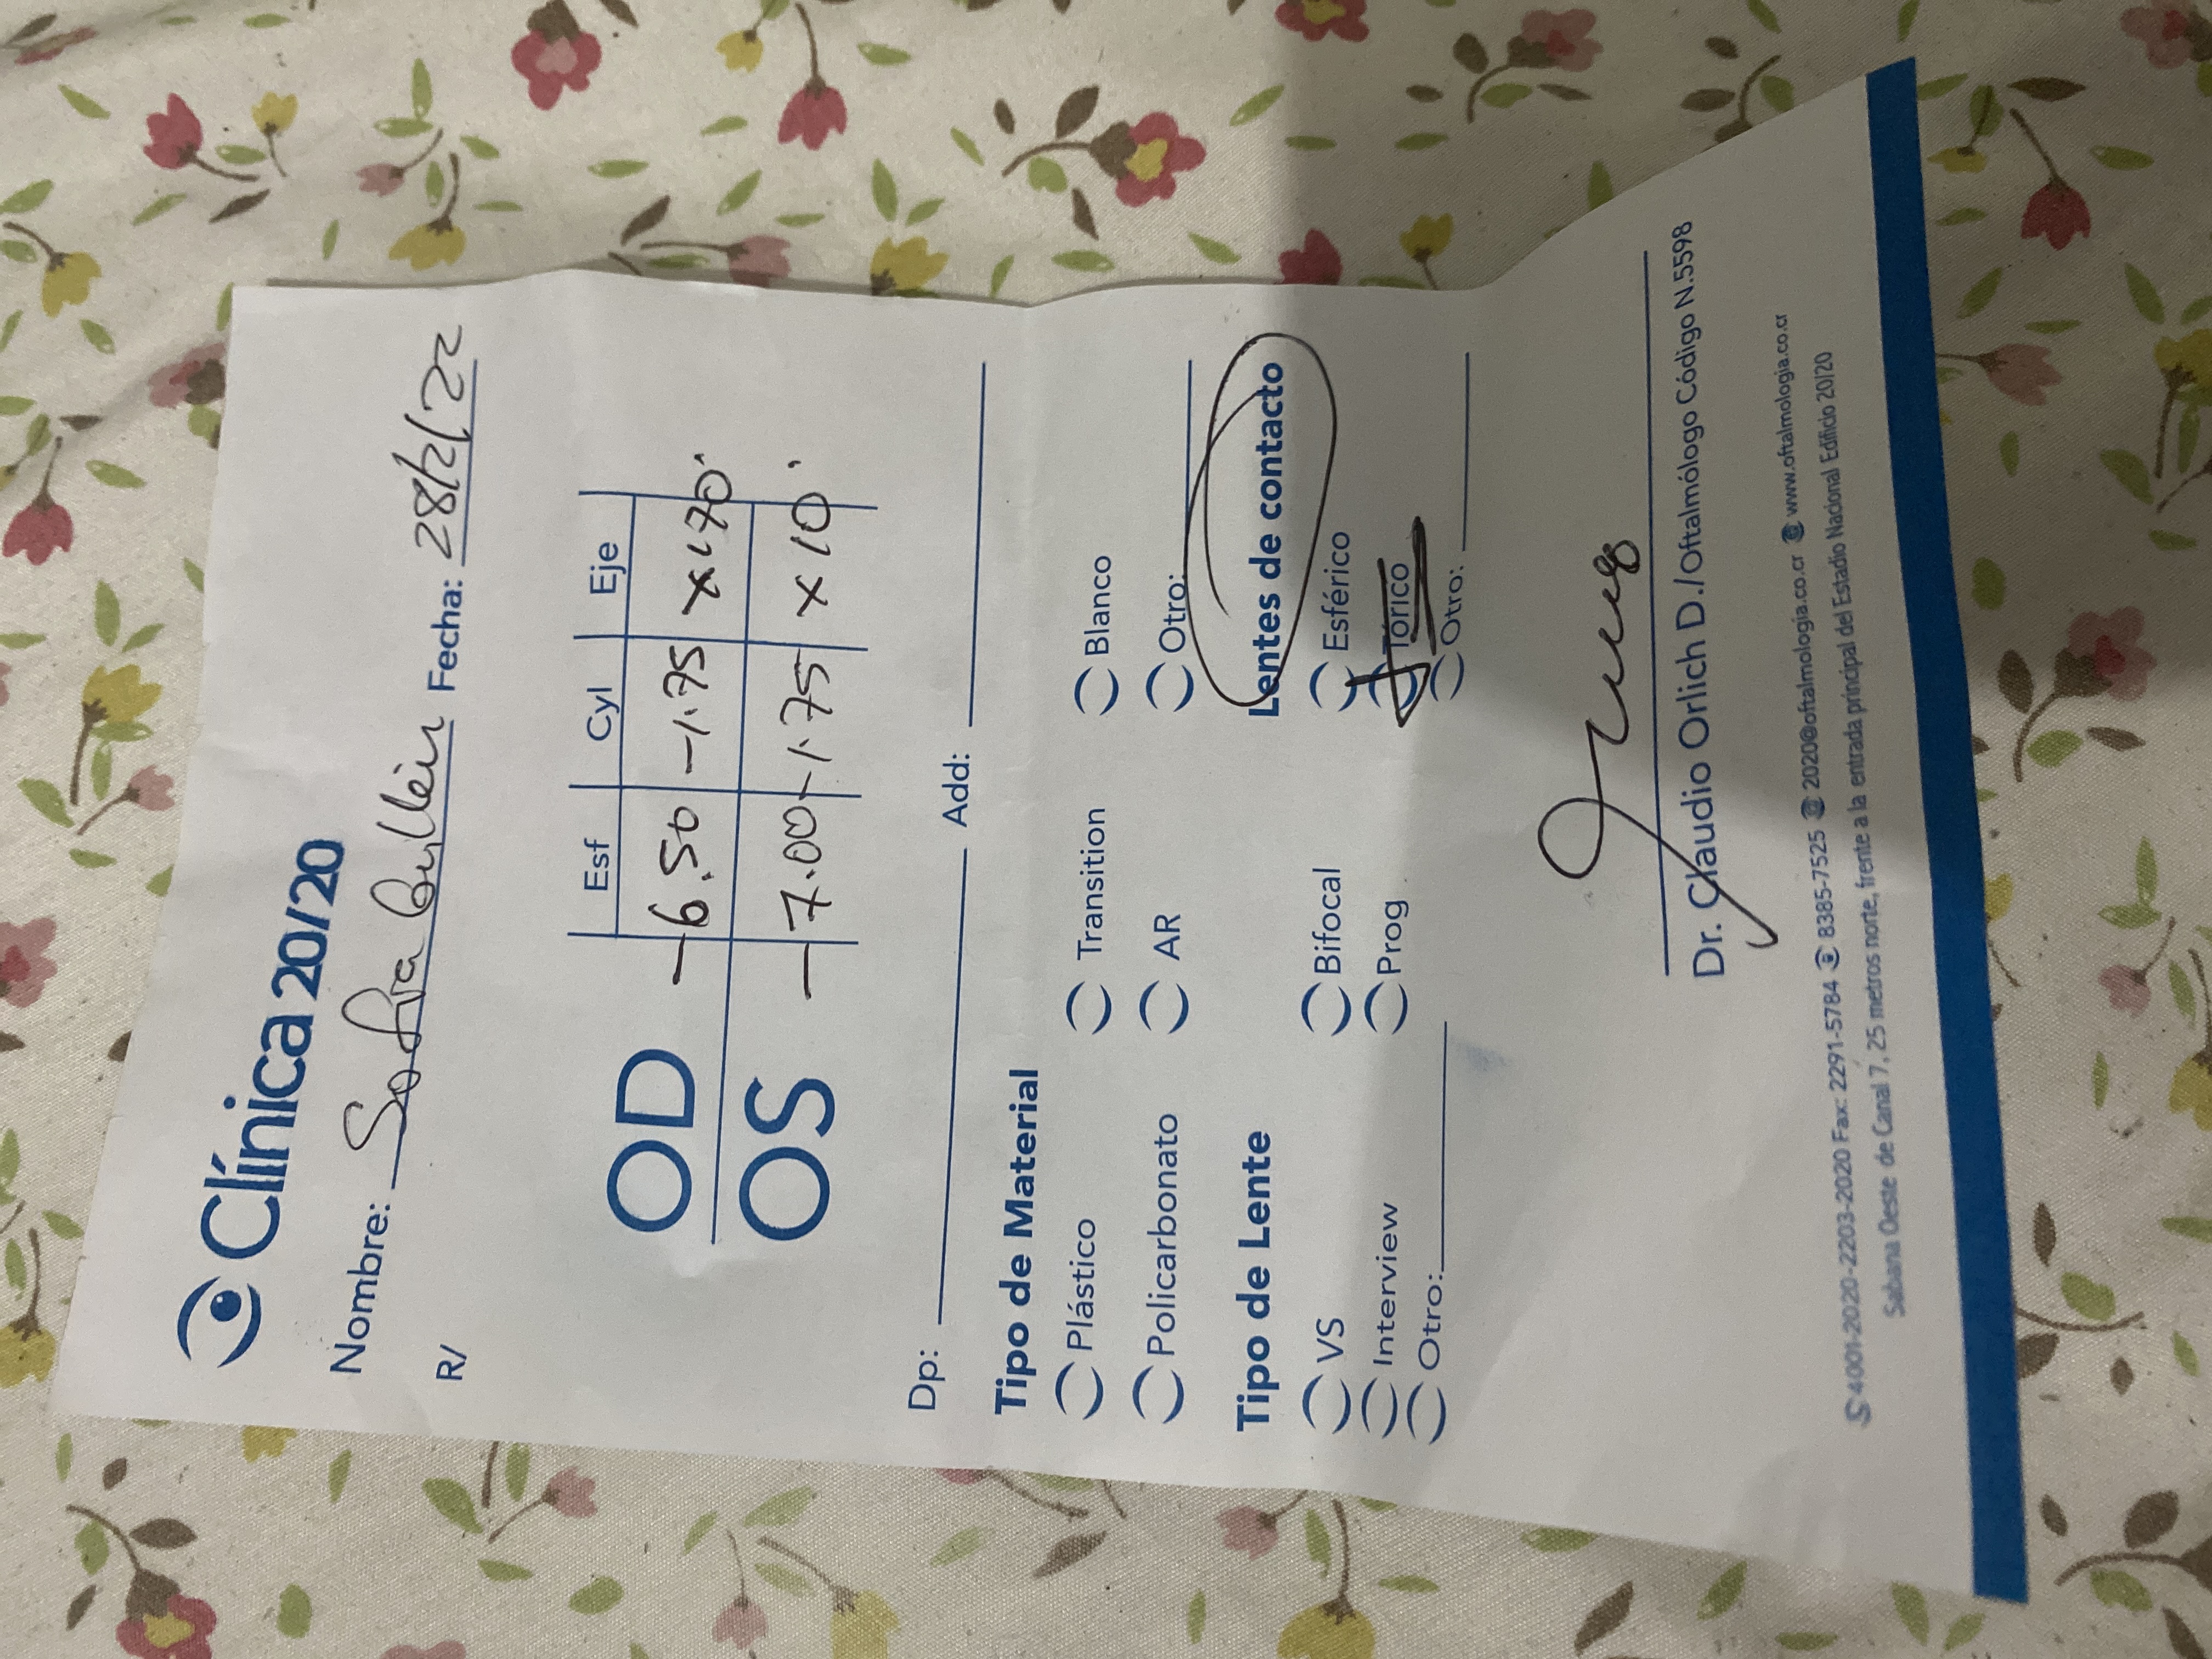 Clínica 20/20
Nombre: Sofia Guillén Fecha: 28/2/22
R/
Esf Cyl Eje
OD -6.50 -1.75 x 170°
OS -7.00 -1.75 x 10°
Dp: Add:
Tipo de Material
Plástico Transition Blanco
Policarbonato AR Otro:
Tipo de Lente Lentes de contacto
VS Bifocal Esférico
Interview Prog Tórico
Otro: Otro:
Dr. Claudio Orlich D./Oftalmólogo Código N.5598
4001-2020-2203-2020 Fax: 2291-5784 8385-7525 2020@oftalmologia.co.cr www.oftalmologia.co.cr
Sabana Oeste de Canal 7, 25 metros norte, frente a la entrada principal del Estadio Nacional Edificio 20/20